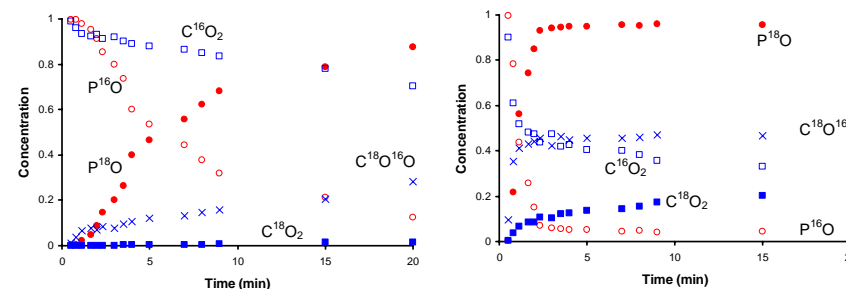 1
0.8
0.6
0.4
0.2
0
Concentration
0
5
10
15
20
Time (min)
C¹⁶O₂
P¹⁶O
P¹⁸O
C¹⁸O¹⁶O
C¹⁸O₂
1
0.8
0.6
0.4
0.2
0
Concentration
0
5
10
15
Time (min)
P¹⁸O
C¹⁸O¹⁶
C¹⁶O₂
C¹⁸O₂
P¹⁶O